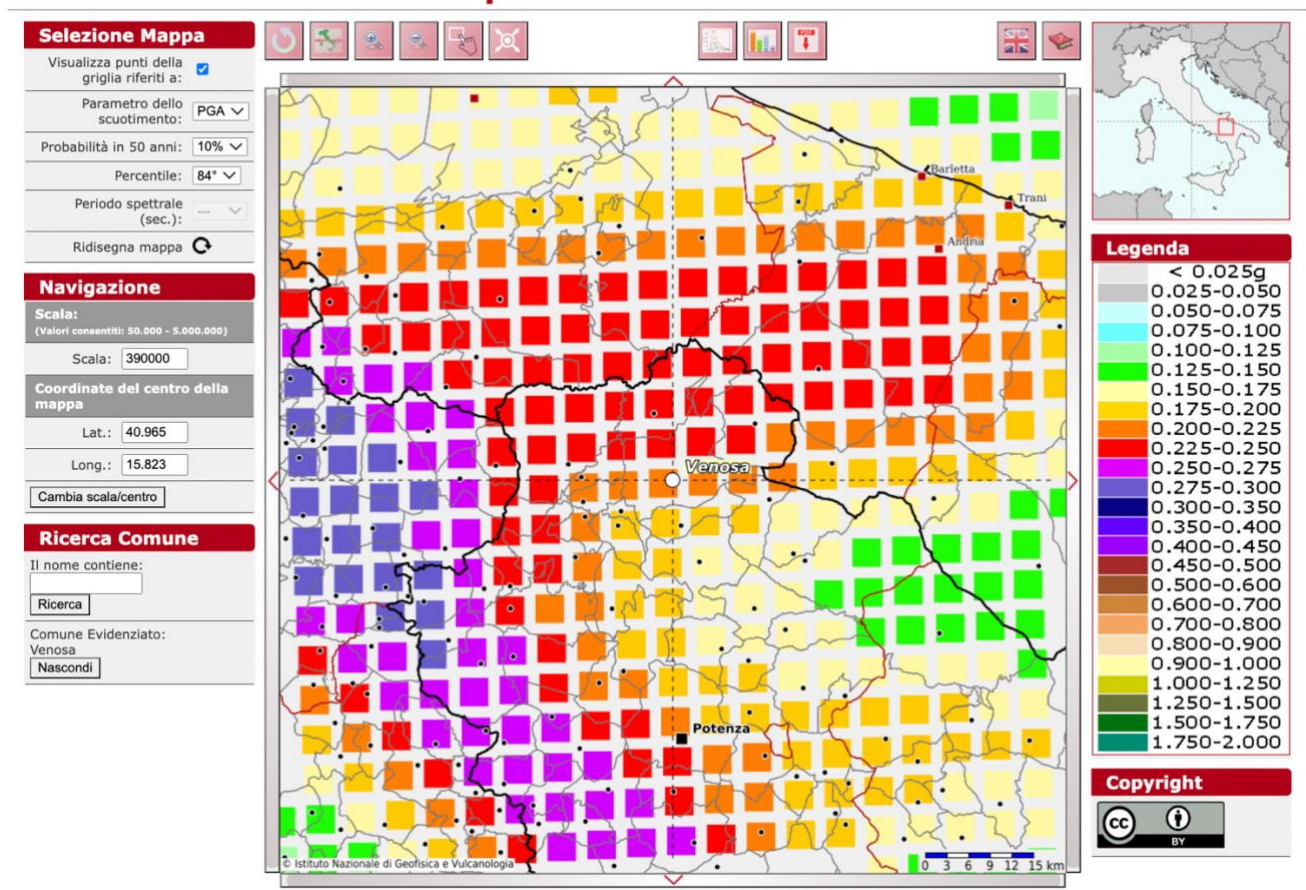 Selezione Mappa
Visualizza punti della
griglia riferiti a:
Parametro dello
scuotimento:
PGA
Probabilità in 50 anni:
10%
Percentile:
84°
Periodo spettrale
(sec.):
---
Ridisegna mappa
Navigazione
Scala:
(Valori consentiti: 50.000 - 5.000.000)
Scala:
390000
Coordinate del centro della
mappa
Lat.:
40.965
Long.:
15.823
Cambia scala/centro
Ricerca Comune
Il nome contiene:
Ricerca
Comune Evidenziato:
Venosa
Nascondi
PDF
Barletta
Trani
Andria
Venosa
Potenza
© Istituto Nazionale di Geofisica e Vulcanologia
0 3 6 9 12 15 km
Legenda
< 0.025g
0.025-0.050
0.050-0.075
0.075-0.100
0.100-0.125
0.125-0.150
0.150-0.175
0.175-0.200
0.200-0.225
0.225-0.250
0.250-0.275
0.275-0.300
0.300-0.350
0.350-0.400
0.400-0.450
0.450-0.500
0.500-0.600
0.600-0.700
0.700-0.800
0.800-0.900
0.900-1.000
1.000-1.250
1.250-1.500
1.500-1.750
1.750-2.000
Copyright
cc
BY